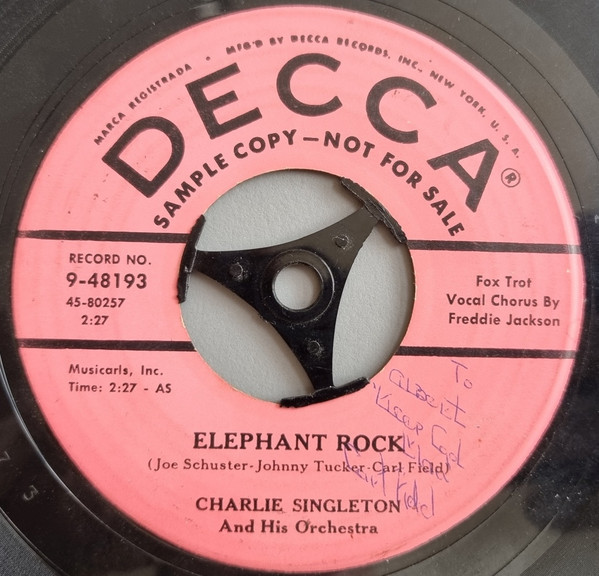 MARCA REGISTRADA • MFG'D BY DECCA RECORDS, INC., NEW YORK, U. S. A.
DECCA®
SAMPLE COPY—NOT FOR SALE
RECORD NO.
9-48193
45-80257
2:27
Fox Trot
Vocal Chorus By
Freddie Jackson
Musicarls, Inc.
Time: 2:27 - AS
To
ELEPHANT ROCK
(Joe Schuster-Johnny Tucker-Carl Field)
CHARLIE SINGLETON
And His Orchestra
7 3